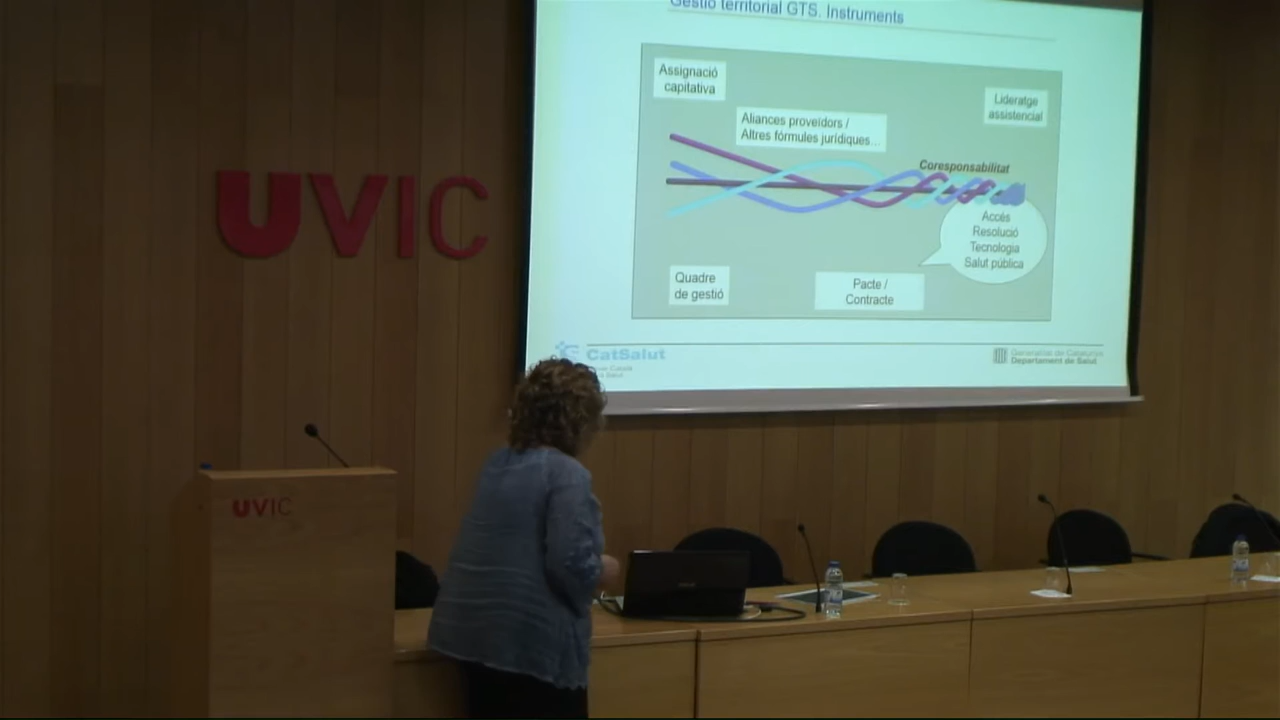 Gestió territorial GTS. Instruments
Assignació
capitativa
Lideratge
assistencial
Aliances proveïdors /
Altres fórmules jurídiques...
Coresponsabilitat
Accés
Resolució
Tecnologia
Salut pública
Quadre
de gestió
Pacte /
Contracte
CatSalut
Generalitat de Catalunya
Departament de Salut
UVIC
UVIC